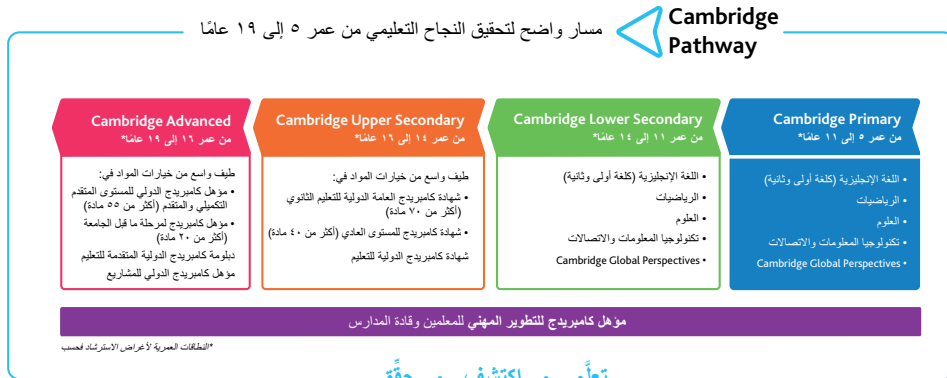 Cambridge
Pathway
مسار واضح لتحقيق النجاح التعليمي من عمر ٥ إلى ١٩ عامًا
Cambridge Primary
من عمر ٥ إلى ١١ عامًا*
• اللغة الإنجليزية (كلغة أولى وثانية)
• الرياضيات
• العلوم
• تكنولوجيا المعلومات والاتصالات
• Cambridge Global Perspectives
Cambridge Lower Secondary
من عمر ١١ إلى ١٤ عامًا*
• اللغة الإنجليزية (كلغة أولى وثانية)
• الرياضيات
• العلوم
• تكنولوجيا المعلومات والاتصالات
• Cambridge Global Perspectives
Cambridge Upper Secondary
من عمر ١٤ إلى ١٦ عامًا*
طيف واسع من خيارات المواد في:
• شهادة كامبريدج العامة الدولية للتعليم الثانوي
(أكثر من ٧٠ مادة)
• شهادة كامبريدج للمستوى العادي (أكثر من ٤٠ مادة)
شهادة كامبريدج الدولية للتعليم
Cambridge Advanced
من عمر ١٦ إلى ١٩ عامًا*
طيف واسع من خيارات المواد في:
• مؤهل كامبريدج الدولي للمستوى المتقدم
التكميلي والمتقدم (أكثر من ٥٥ مادة)
• مؤهل كامبريدج لمرحلة ما قبل الجامعة
(أكثر من ٢٠ مادة)
دبلومة كامبريدج الدولية المتقدمة للتعليم
مؤهل كامبريدج الدولي للمشاريع
مؤهل كامبريدج للتطوير المهني للمعلمين وقادة المدارس
*النطاقات العمرية لأغراض الاسترشاد فحسب